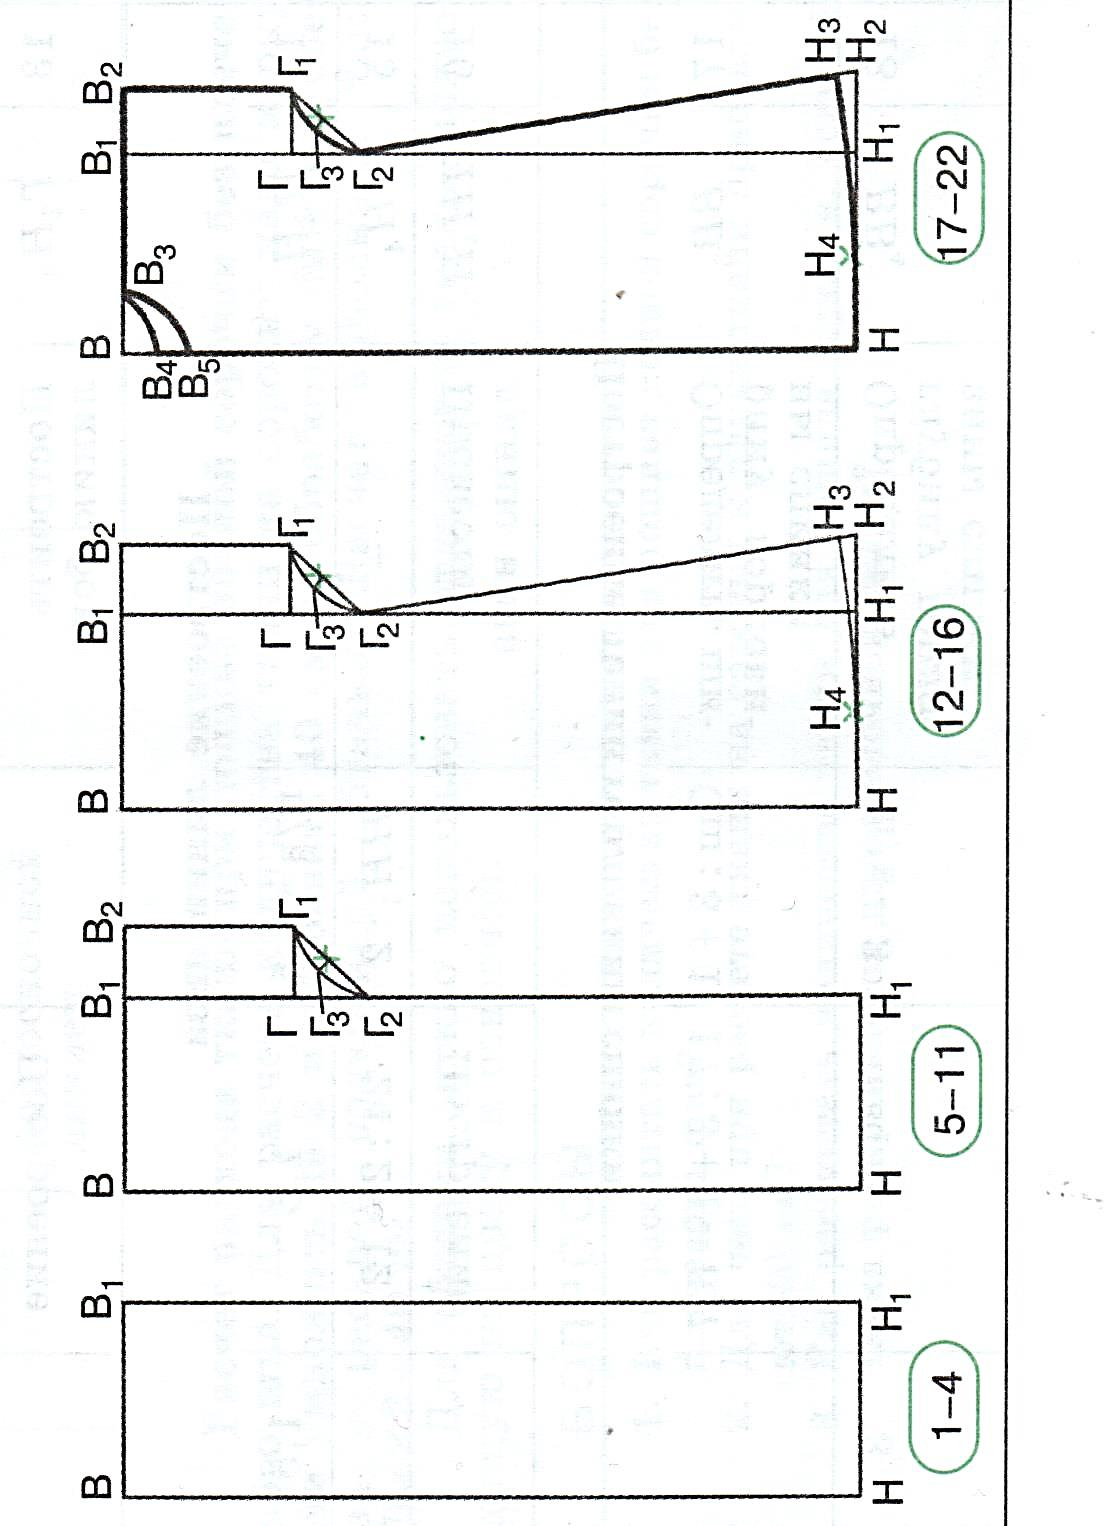 В В₁
Н Н₁
1–4
В В₁ В₂
Г Г₁
Г₃
Г₂
Н Н₁
5–11
В В₁ В₂
Г Г₁
Г₃
Г₂
Н₄ Н₃
Н Н₁ Н₂
12–16
В В₁ В₂
В₃
В₄
В₅
Г Г₁
Г₃
Г₂
Н₄ Н₃
Н Н₁ Н₂
17–22